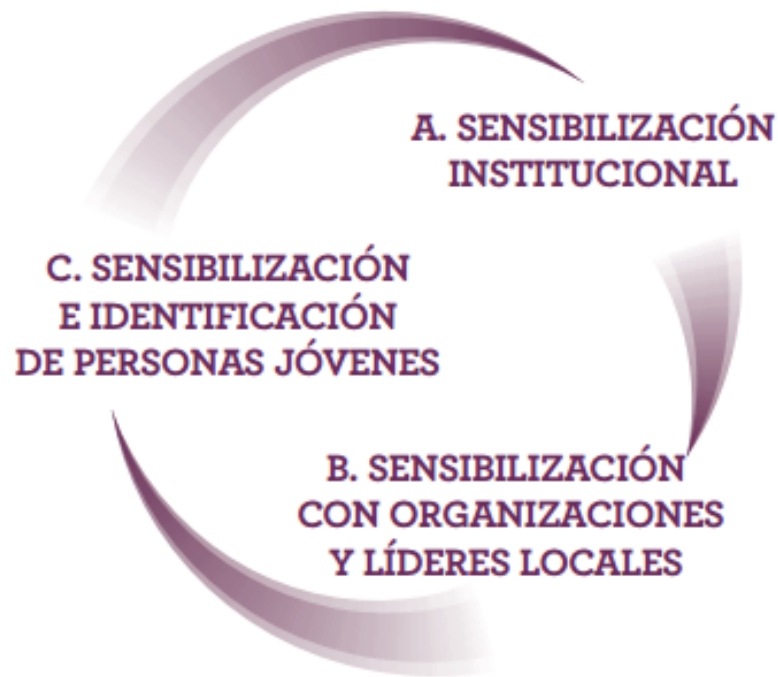 A. SENSIBILIZACIÓN
INSTITUCIONAL
B. SENSIBILIZACIÓN
CON ORGANIZACIONES
Y LÍDERES LOCALES
C. SENSIBILIZACIÓN
E IDENTIFICACIÓN
DE PERSONAS JÓVENES